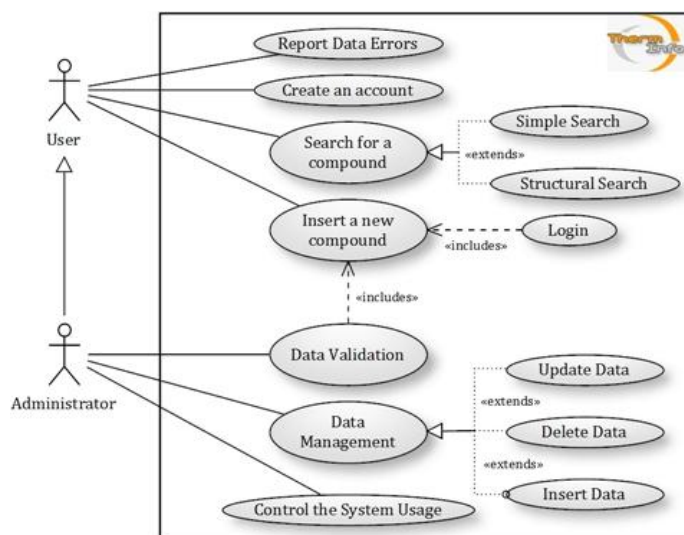 Therm
Info
Report Data Errors
Create an account
User
Search for a
compound
Simple Search
«extends»
Structural Search
Insert a new
compound
Login
«includes»
«includes»
Data Validation
Administrator
Update Data
«extends»
Data
Management
Delete Data
«extends»
Insert Data
Control the System Usage